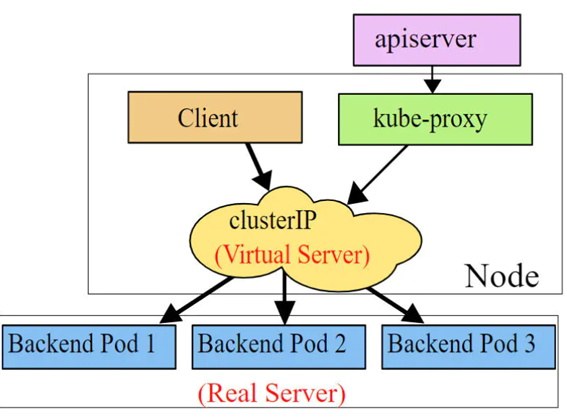 apiserver
Client
kube-proxy
clusterIP
(Virtual Server)
Node
Backend Pod 1
Backend Pod 2
Backend Pod 3
(Real Server)